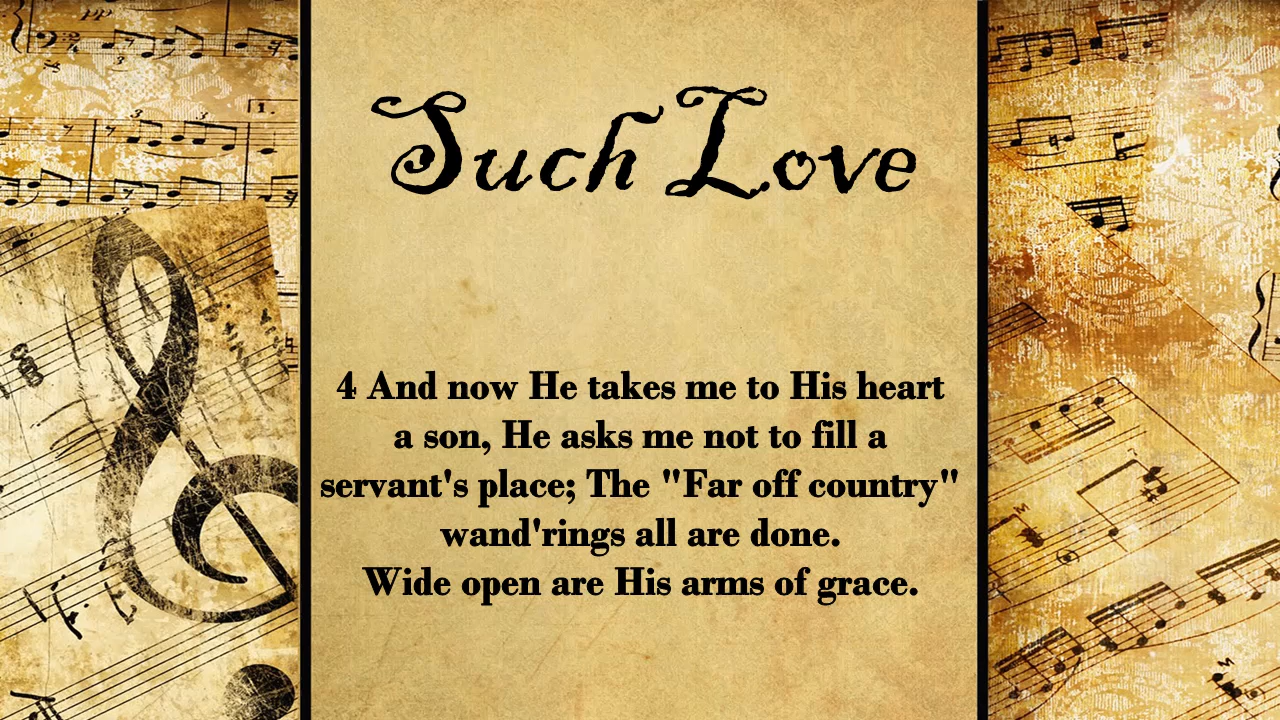 Such Love
4 And now He takes me to His heart
a son, He asks me not to fill a
servant's place; The "Far off country"
wand'rings all are done.
Wide open are His arms of grace.